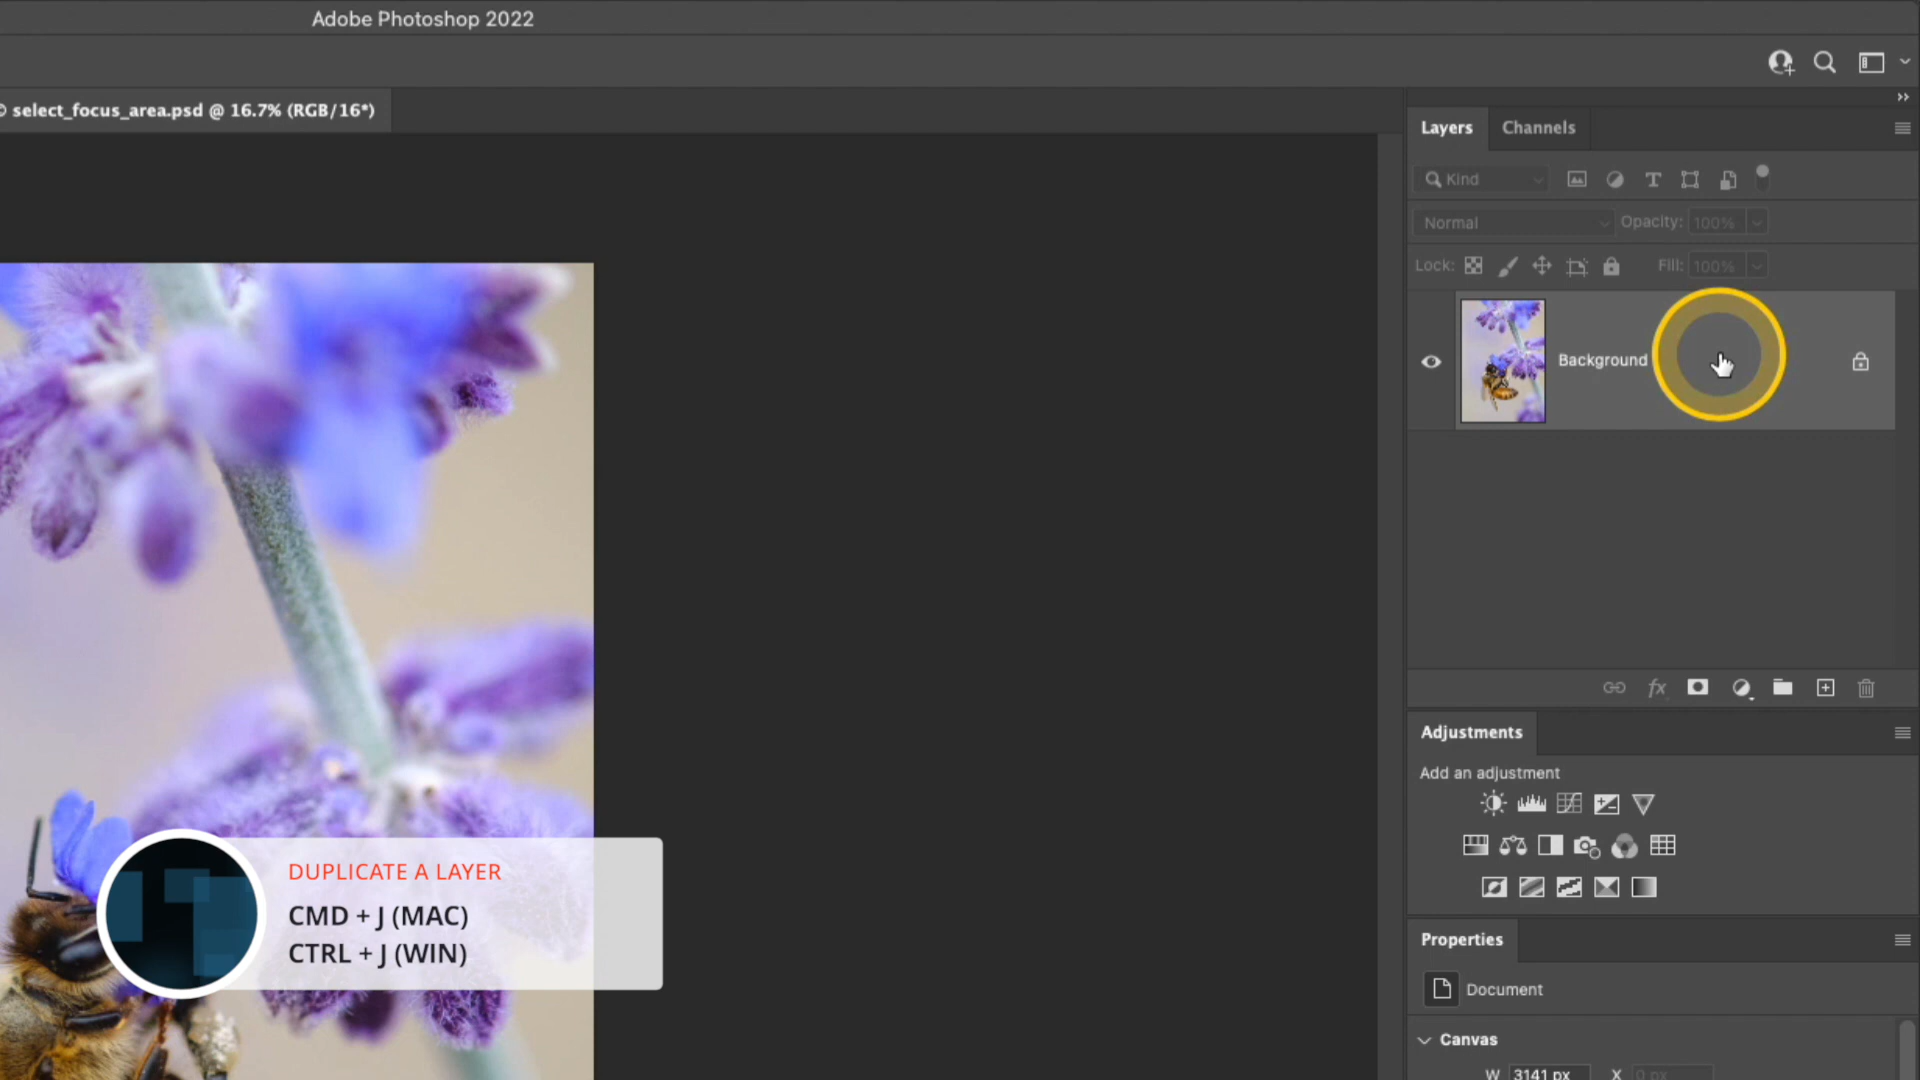 Adobe Photoshop 2022
select_focus_area.psd @ 16.7% (RGB/16*)
Layers
Channels
Kind
Normal
Opacity: 100%
Lock:
Fill: 100%
Background
Adjustments
Add an adjustment
Properties
Document
Canvas
W 3141 px X 0 px
DUPLICATE A LAYER
CMD + J (MAC)
CTRL + J (WIN)